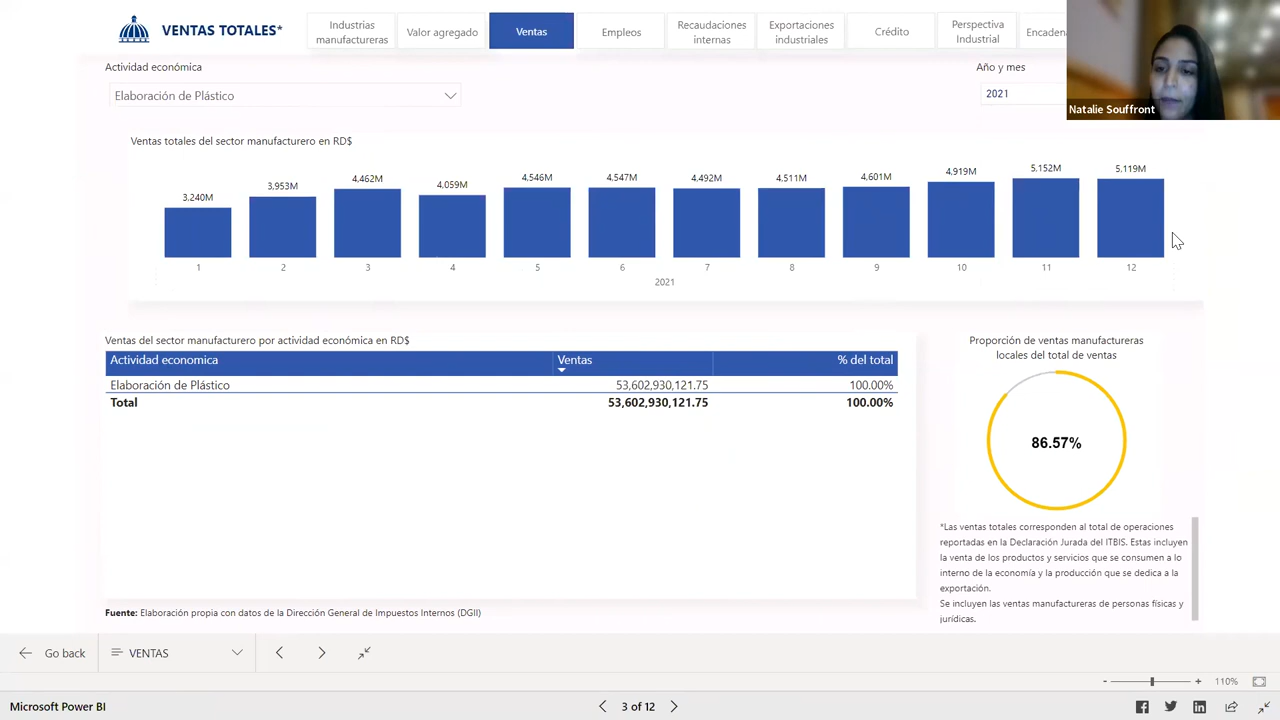 VENTAS TOTALES*
Industrias
manufactureras
Valor agregado
Ventas
Empleos
Recaudaciones
internas
Exportaciones
industriales
Crédito
Perspectiva
Industrial
Natalie Souffront
Actividad económica
Elaboración de Plástico
Año y mes
2021
Ventas totales del sector manufacturero en RD$
3,240M 3,953M 4,462M 4,059M 4,546M 4,547M 4,492M 4,511M 4,601M 4,919M 5,152M 5,119M
1 2 3 4 5 6 7 8 9 10 11 12
2021
Ventas del sector manufacturero por actividad económica en RD$
Actividad economica Ventas % del total
Elaboración de Plástico 53,602,930,121.75 100.00%
Total 53,602,930,121.75 100.00%
Proporción de ventas manufactureras
locales del total de ventas
86.57%
*Las ventas totales corresponden al total de operaciones
reportadas en la Declaración Jurada del ITBIS. Estas incluyen
la venta de los productos y servicios que se consumen a lo
interno de la economía y la producción que se dedica a la
exportación.
Se incluyen las ventas manufactureras de personas físicas y
jurídicas.
Fuente: Elaboración propia con datos de la Dirección General de Impuestos Internos (DGII)
Go back
VENTAS
- + 110%
Microsoft Power BI
3 of 12